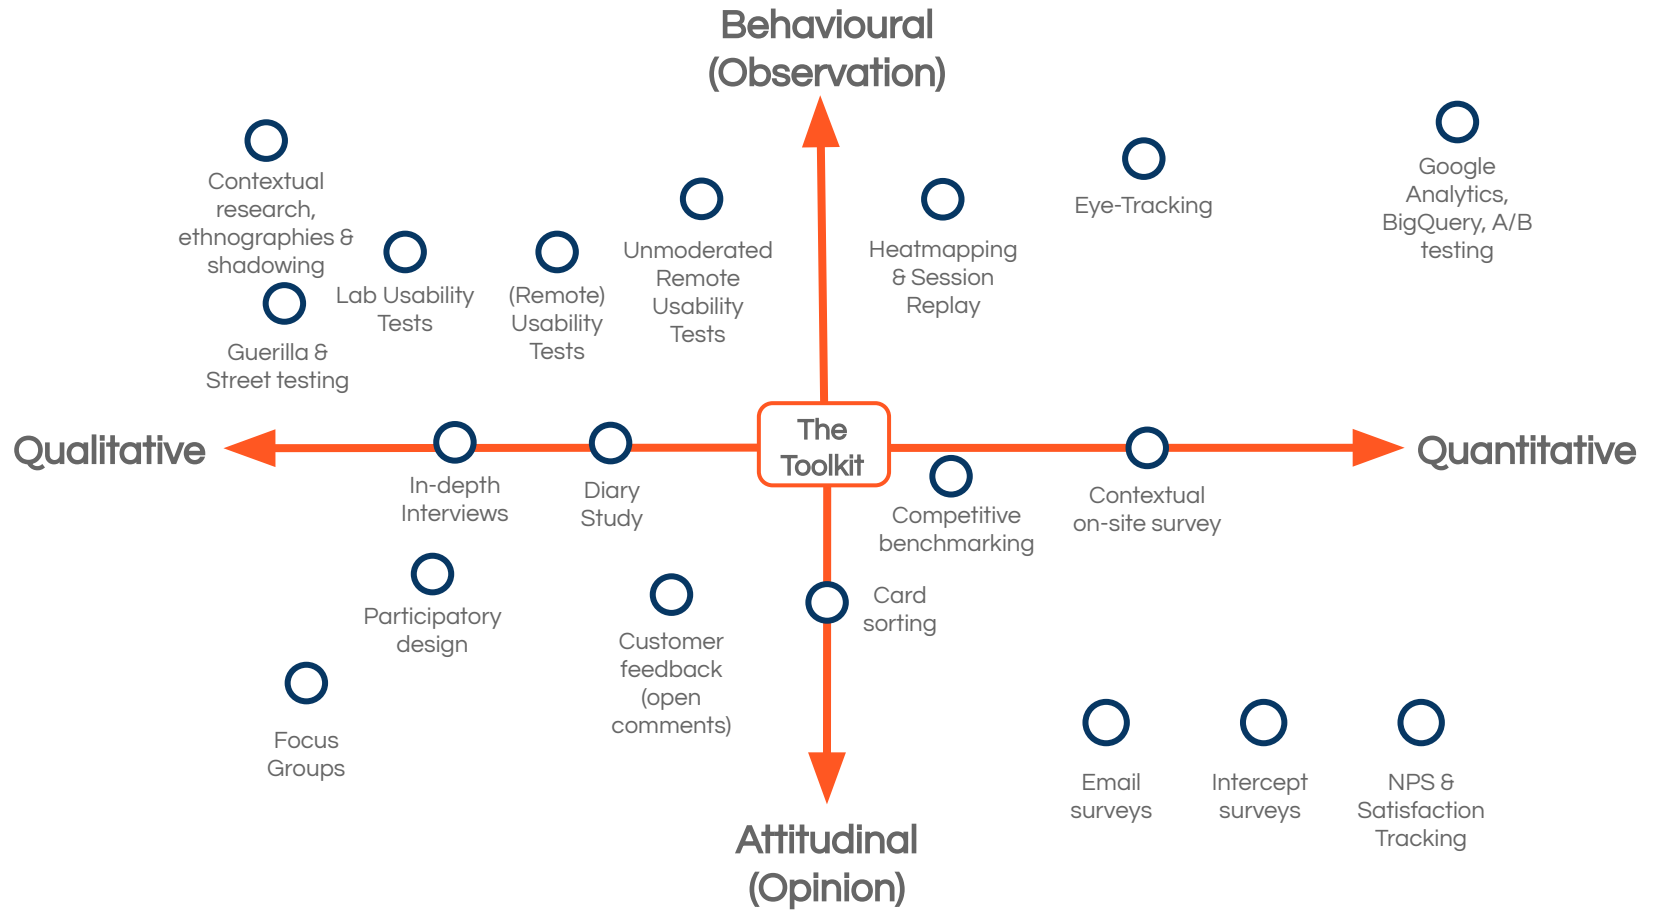 Behavioural
(Observation)
Contextual
research,
ethnographies &
shadowing
Guerilla &
Street testing
Lab Usability
Tests
(Remote)
Usability
Tests
Unmoderated
Remote
Usability
Tests
Heatmapping
& Session
Replay
Eye-Tracking
Google
Analytics,
BigQuery, A/B
testing
Qualitative
The
Toolkit
Quantitative
In-depth
Interviews
Diary
Study
Competitive
benchmarking
Contextual
on-site survey
Participatory
design
Customer
feedback
(open
comments)
Card
sorting
Focus
Groups
Email
surveys
Intercept
surveys
NPS &
Satisfaction
Tracking
Attitudinal
(Opinion)